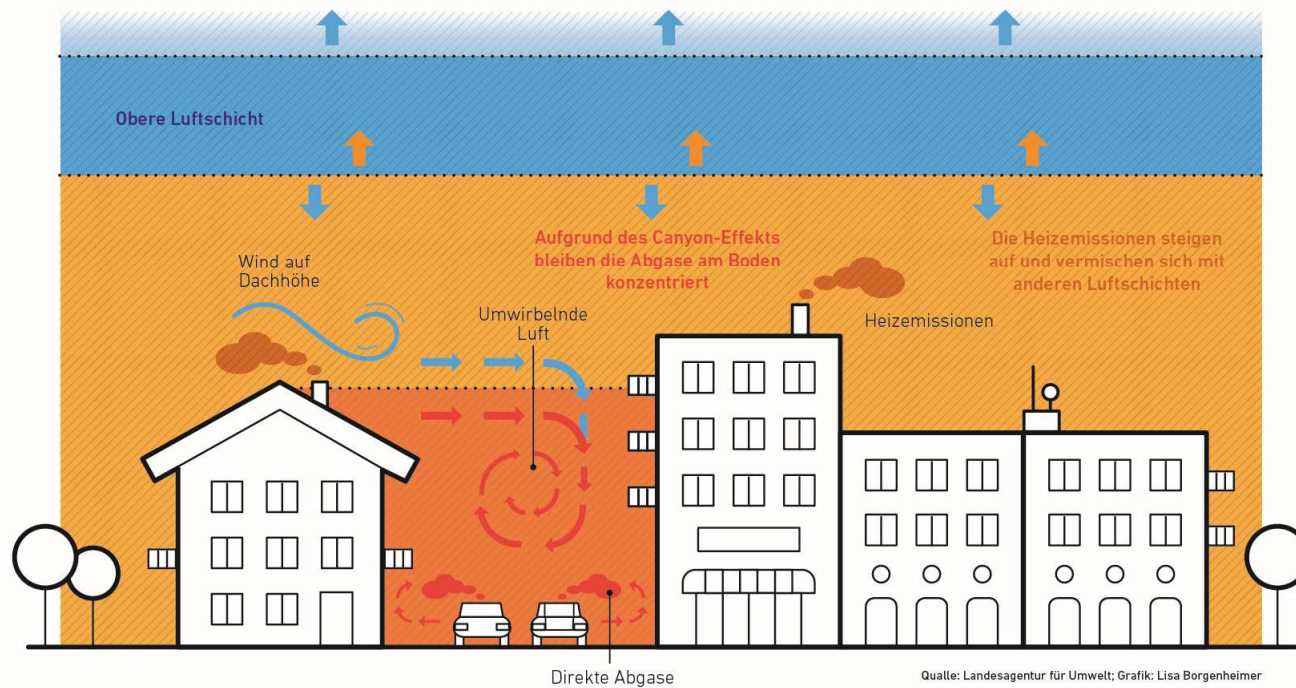 Obere Luftschicht
Aufgrund des Canyon-Effekts
bleiben die Abgase am Boden
konzentriert
Die Heizemissionen steigen
auf und vermischen sich mit
anderen Luftschichten
Wind auf
Dachhöhe
Umwirbelnde
Luft
Heizemissionen
Direkte Abgase
Quelle: Landesagentur für Umwelt; Grafik: Lisa Borgenheimer